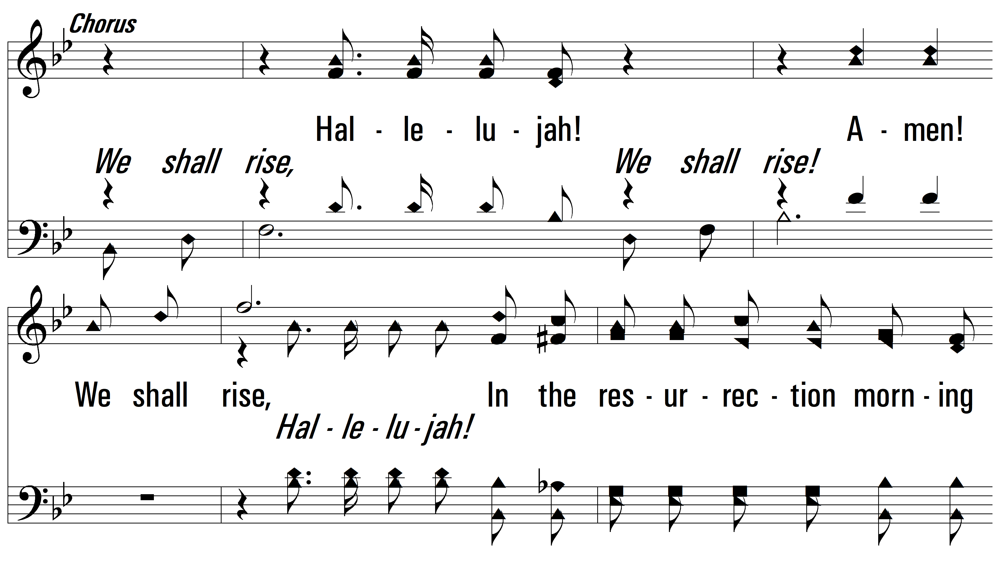 Chorus
Hal - le - lu - jah! A - men!
We shall rise, We shall rise!
We shall rise, In the res - ur - rec - tion morn - ing
Hal - le - lu - jah!